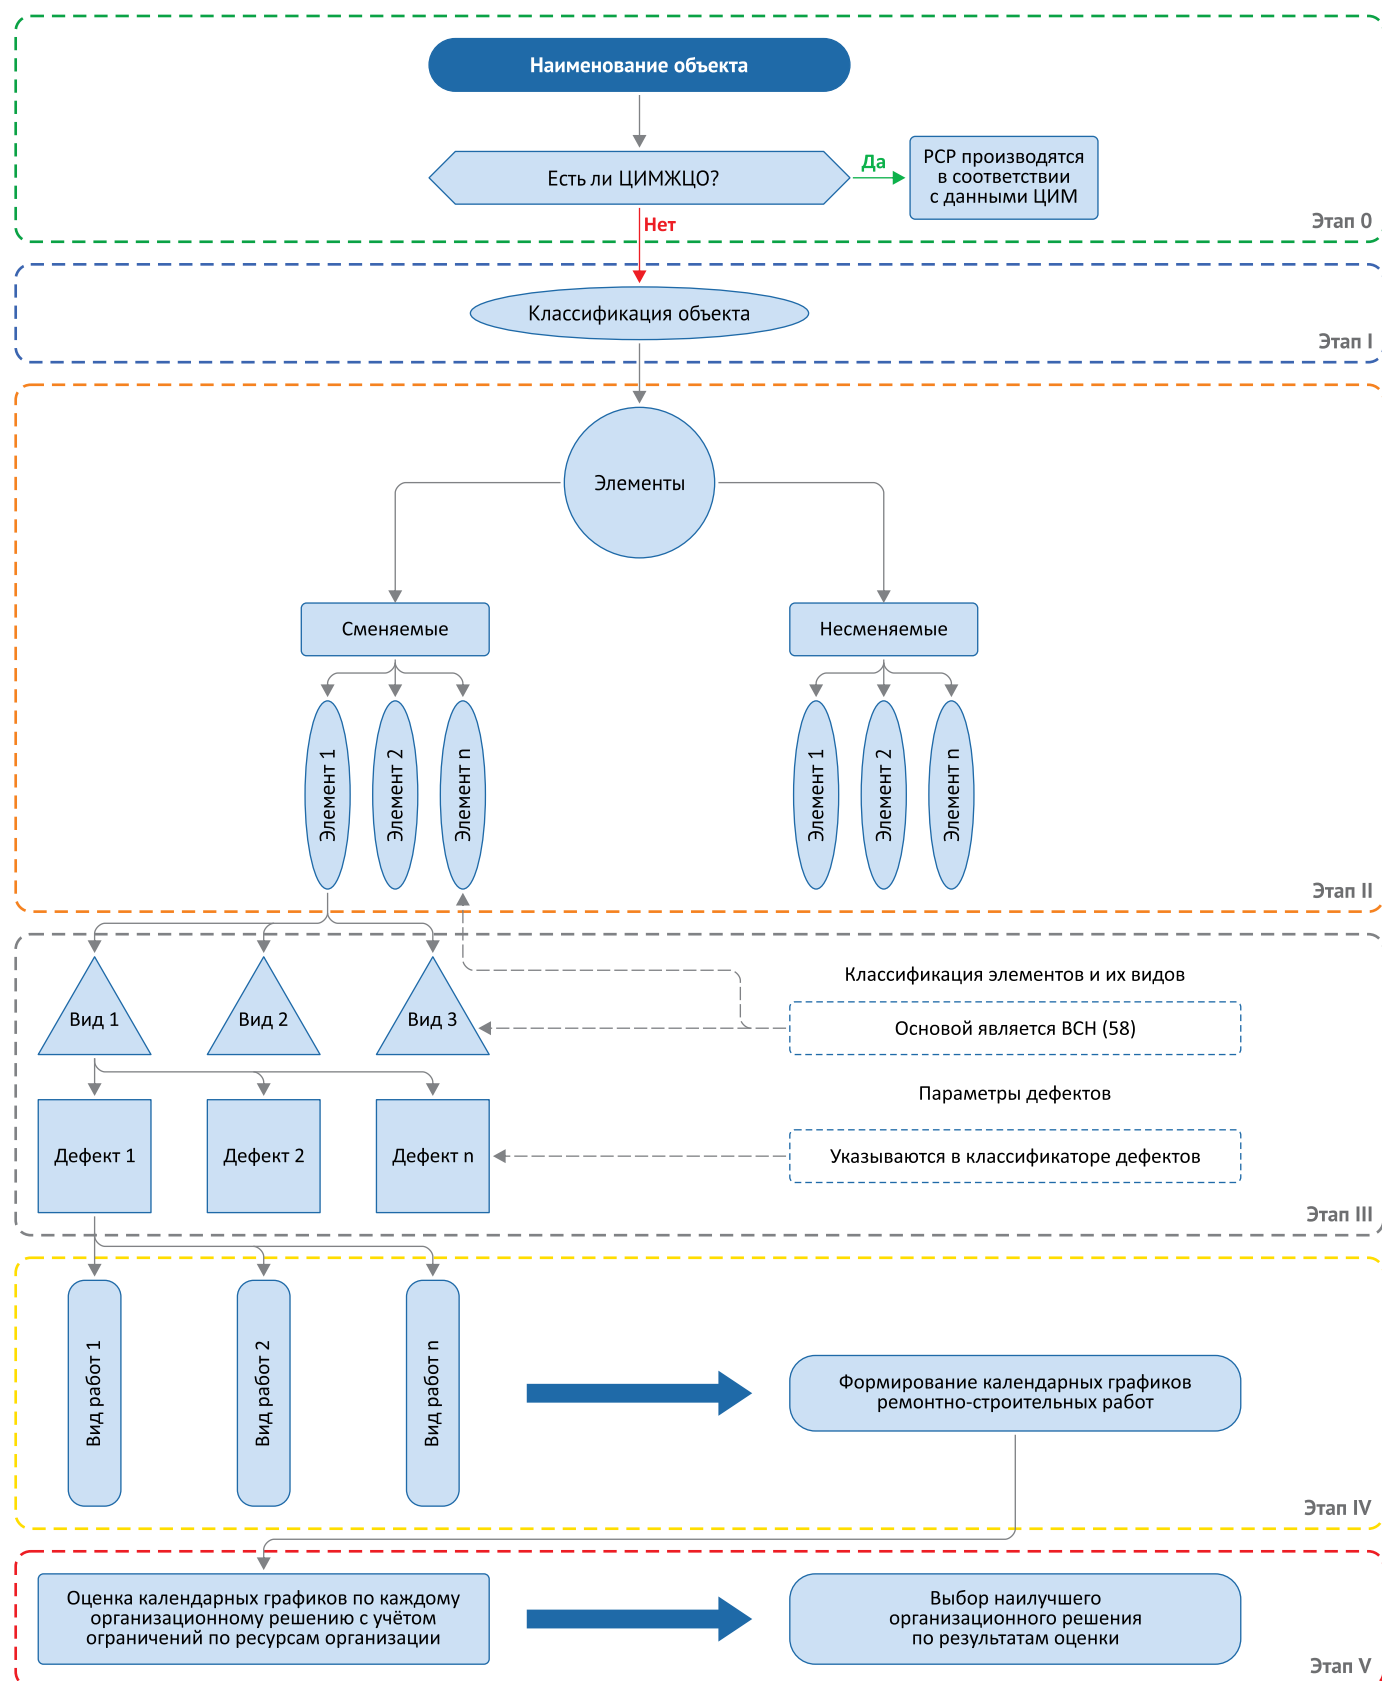 Наименование объекта
Есть ли ЦИМЖЦО?
Да
РСР производятся
в соответствии
с данными ЦИМ
Нет
Этап 0
Классификация объекта
Этап I
Элементы
Сменяемые
Несменяемые
Элемент 1
Элемент 2
Элемент n
Элемент 1
Элемент 2
Элемент n
Этап II
Классификация элементов и их видов
Вид 1
Вид 2
Вид 3
Основой является ВСН (58)
Параметры дефектов
Дефект 1
Дефект 2
Дефект n
Указываются в классификаторе дефектов
Этап III
Вид работ 1
Вид работ 2
Вид работ n
Формирование календарных графиков
ремонтно-строительных работ
Этап IV
Оценка календарных графиков по каждому
организационному решению с учётом
ограничений по ресурсам организации
Выбор наилучшего
организационного решения
по результатам оценки
Этап V